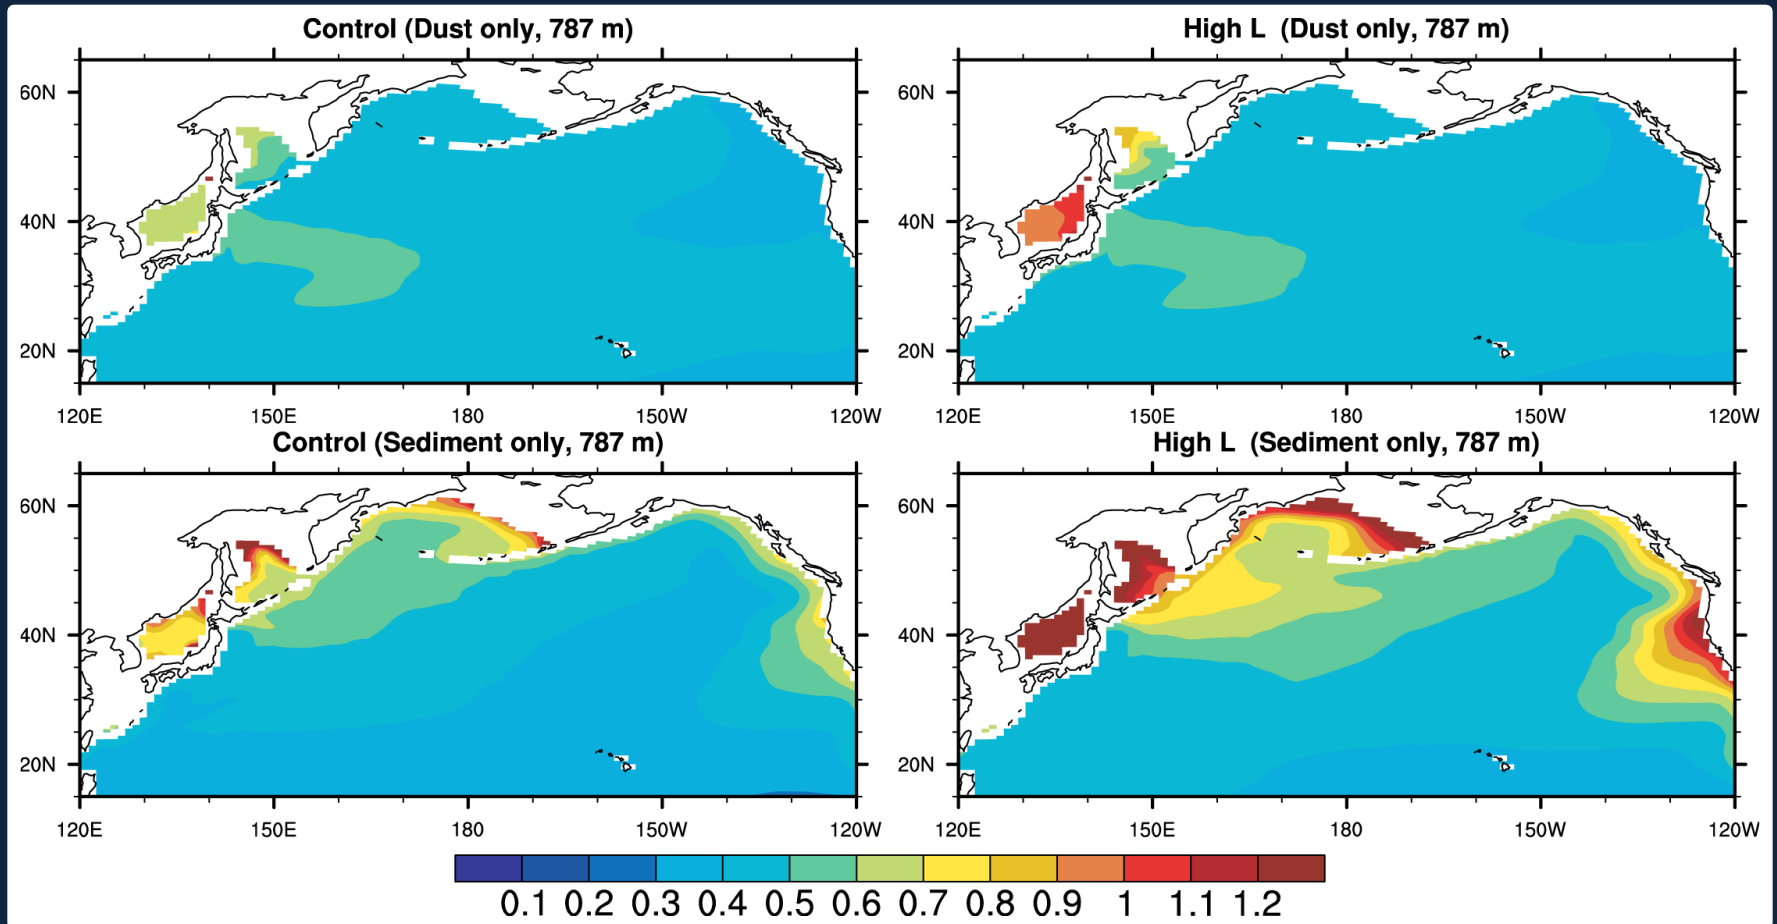 Control (Dust only, 787 m)
High L (Dust only, 787 m)
60N
40N
20N
120E 150E 180 150W 120W
60N
40N
20N
120E 150E 180 150W 120W
Control (Sediment only, 787 m)
High L (Sediment only, 787 m)
60N
40N
20N
120E 150E 180 150W 120W
60N
40N
20N
120E 150E 180 150W 120W
0.1 0.2 0.3 0.4 0.5 0.6 0.7 0.8 0.9 1 1.1 1.2